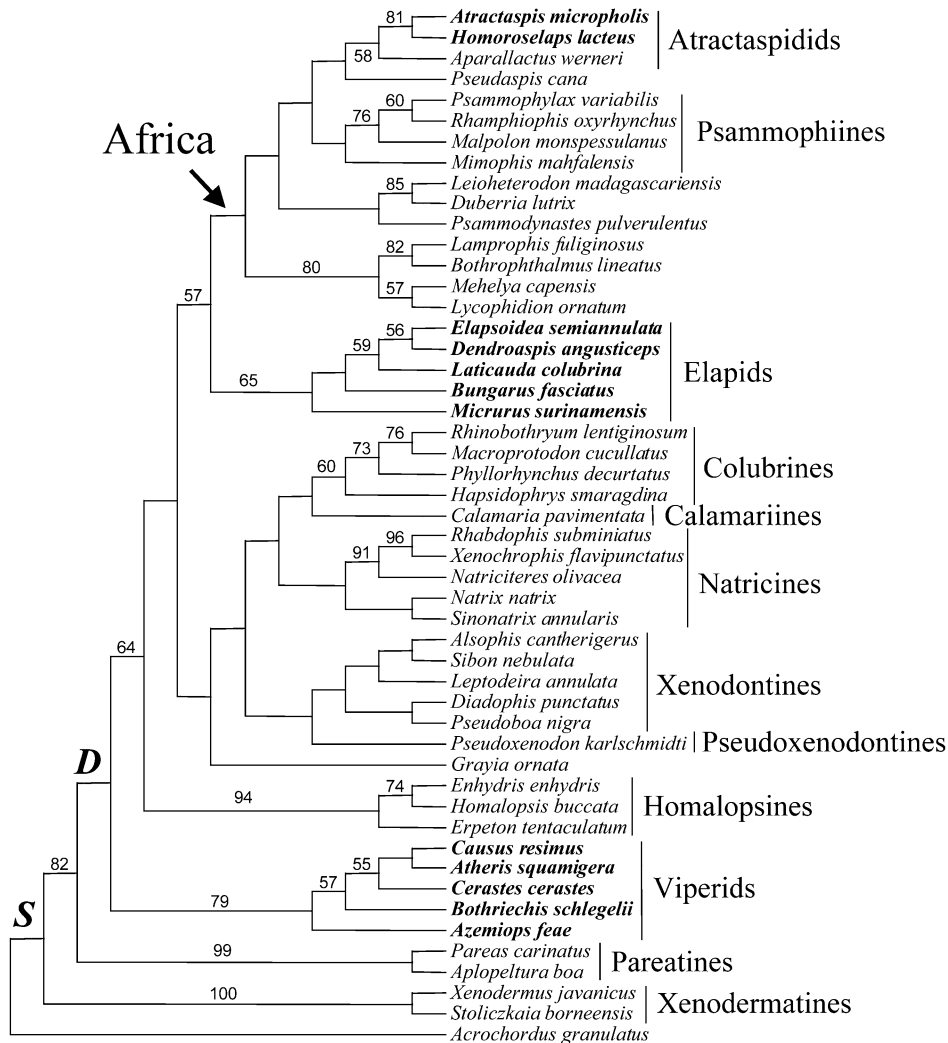 81
Atractaspis micropholis
Homoroselaps lacteus
Atractaspidids
58
Aparallactus werneri
Pseudaspis cana
60
Psammophylax variabilis
76
Rhamphiophis oxyrhynchus
Psammophiines
Malpolon monspessulanus
Mimophis mahfalensis
Africa
85
Leioheterodon madagascariensis
Duberria lutrix
Psammodynastes pulverulentus
82
Lamprophis fuliginosus
80
Bothrophthalmus lineatus
57
Mehelya capensis
Lycophidion ornatum
57
56
Elapsoidea semiannulata
59
Dendroaspis angusticeps
65
Laticauda colubrina
Elapids
Bungarus fasciatus
Micrurus surinamensis
76
Rhinobothryum lentiginosum
73
Macroprotodon cucullatus
60
Phyllorhynchus decurtatus
Colubrines
Hapsidophrys smaragdina
Calamaria pavimentata
Calamariines
96
Rhabdophis subminiatus
91
Xenochrophis flavipunctatus
Natriciteres olivacea
Natricines
Natrix natrix
Sinonatrix annularis
64
Alsophis cantherigerus
Sibon nebulata
Leptodeira annulata
Xenodontines
Diadophis punctatus
Pseudoboa nigra
Pseudoxenodon karlschmidti
Pseudoxenodontines
Grayia ornata
D
74
Enhydris enhydris
94
Homalopsis buccata
Homalopsines
Erpeton tentaculatum
82
Causus resimus
55
Atheris squamigera
57
Cerastes cerastes
Viperids
79
Bothriechis schlegelii
Azemiops feae
S
99
Pareas carinatus
Aplopeltura boa
Pareatines
100
Xenodermus javanicus
Stoliczkaia borneensis
Xenodermatines
Acrochordus granulatus